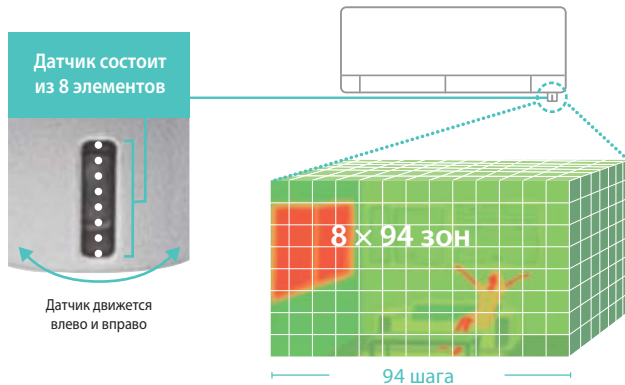 Датчик состоит
из 8 элементов
8 × 94 зон
Датчик движется
влево и вправо
94 шага